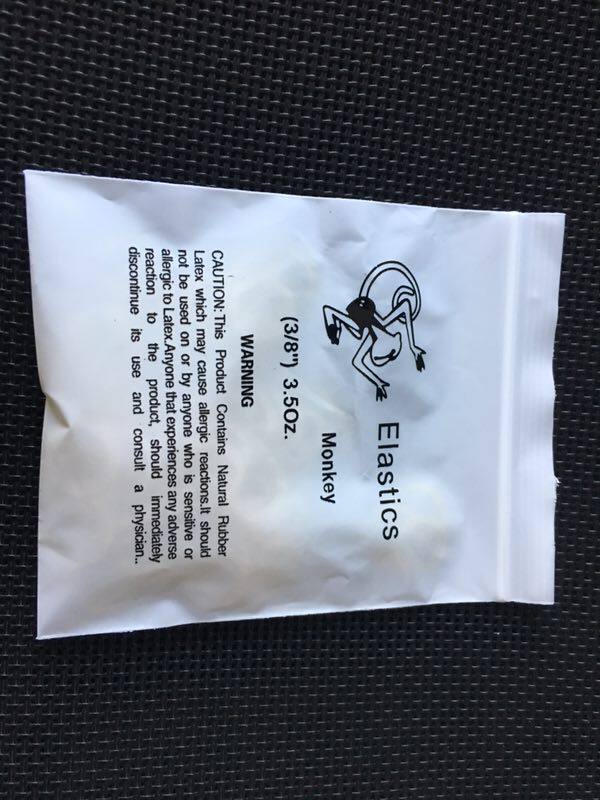 Elastics
Monkey
(3/8") 3.5Oz.
WARNING
CAUTION: This Product Contains Natural Rubber
Latex which may cause allergic reactions.It should
not be used on or by anyone who is sensitive or
allergic to Latex.Anyone that experiences any adverse
reaction to the product, should immediately
discontinue its use and consult a physician..